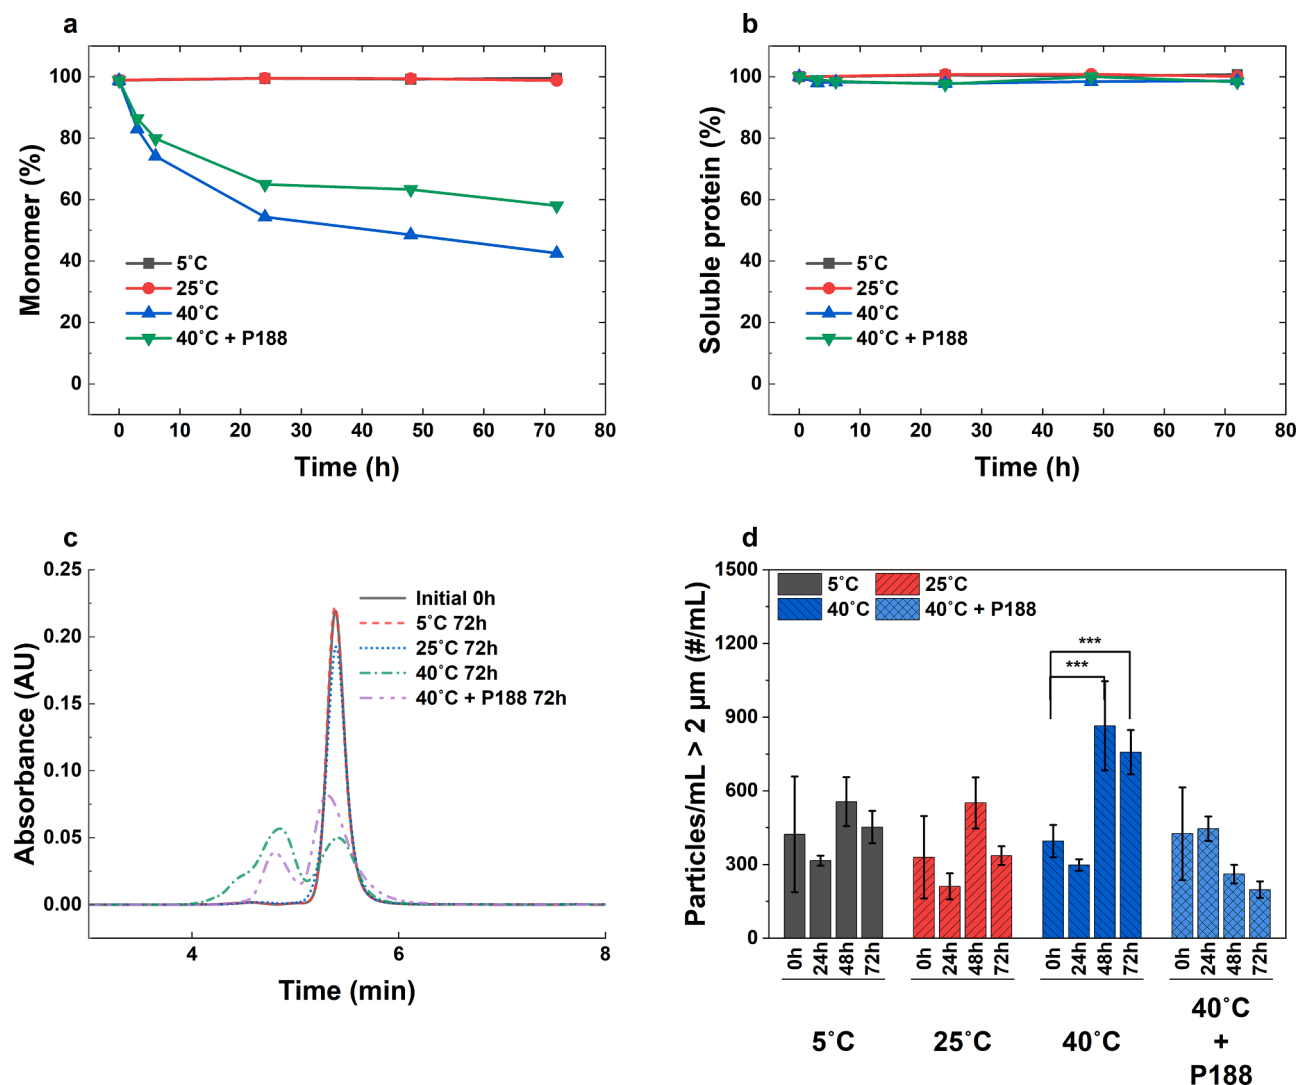 a
100
80
60
40
20
0
Monomer (%)
5°C
25°C
40°C
40°C + P188
0 10 20 30 40 50 60 70 80
Time (h)
b
100
80
60
40
20
0
Soluble protein (%)
5°C
25°C
40°C
40°C + P188
0 10 20 30 40 50 60 70 80
Time (h)
c
0.25
0.20
0.15
0.10
0.05
0.00
Absorbance (AU)
Initial 0h
5°C 72h
25°C 72h
40°C 72h
40°C + P188 72h
4 6 8
Time (min)
d
1500
1200
900
600
300
0
Particles/mL > 2 µm (#/mL)
5°C 25°C
40°C 40°C + P188
***
***
0h 24h 48h 72h 0h 24h 48h 72h 0h 24h 48h 72h 0h 24h 48h 72h
5°C 25°C 40°C 40°C
+
P188